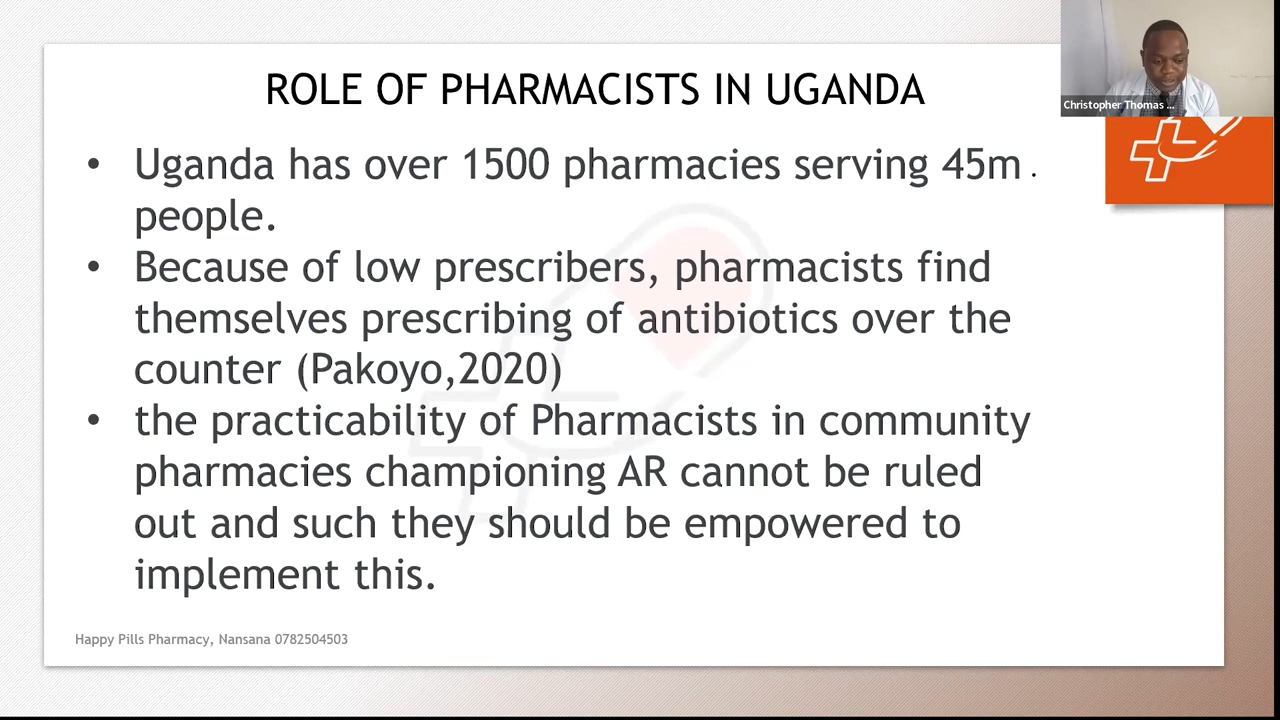 ROLE OF PHARMACISTS IN UGANDA
Christopher Thomas ...
• Uganda has over 1500 pharmacies serving 45m .
people.
• Because of low prescribers, pharmacists find
themselves prescribing of antibiotics over the
counter (Pakoyo,2020)
• the practicability of Pharmacists in community
pharmacies championing AR cannot be ruled
out and such they should be empowered to
implement this.
Happy Pills Pharmacy, Nansana 0782504503